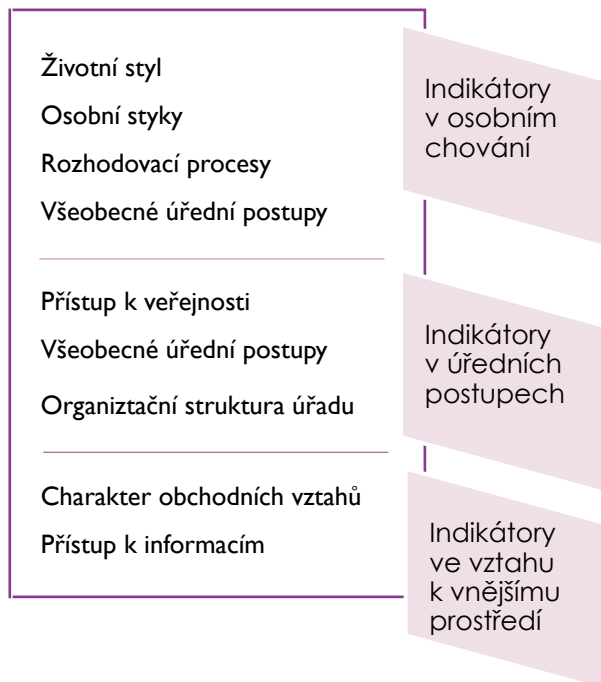 Životní styl
Osobní styky
Rozhodovací procesy
Všeobecné úřední postupy
Indikátory
v osobním
chování
Přístup k veřejnosti
Všeobecné úřední postupy
Organiztační struktura úřadu
Indikátory
v úředních
postupech
Charakter obchodních vztahů
Přístup k informacím
Indikátory
ve vztahu
k vnějšímu
prostředí